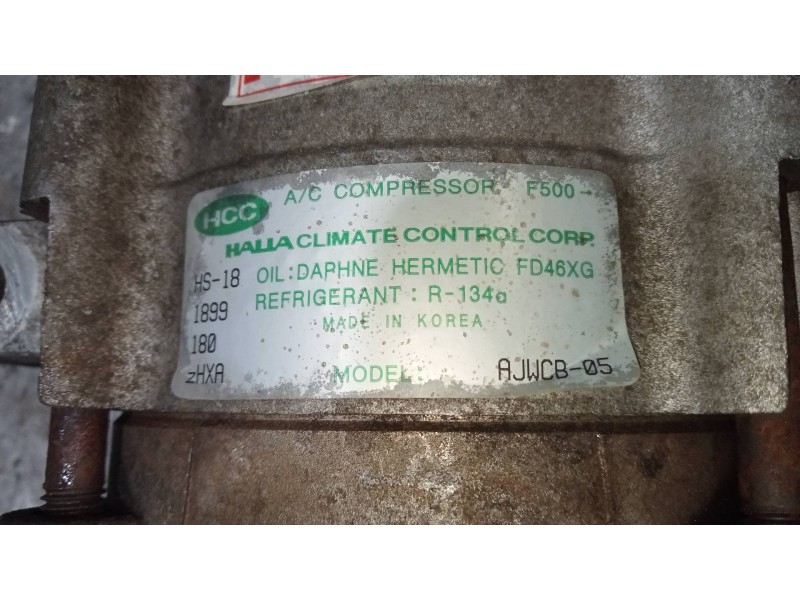 HCC A/C COMPRESSOR F500-
HALLA CLIMATE CONTROL CORP.
HS-18 OIL:DAPHNE HERMETIC FD46XG
1899 REFRIGERANT : R-134a
180 MADE IN KOREA
zHXA MODEL: AJWCB-05